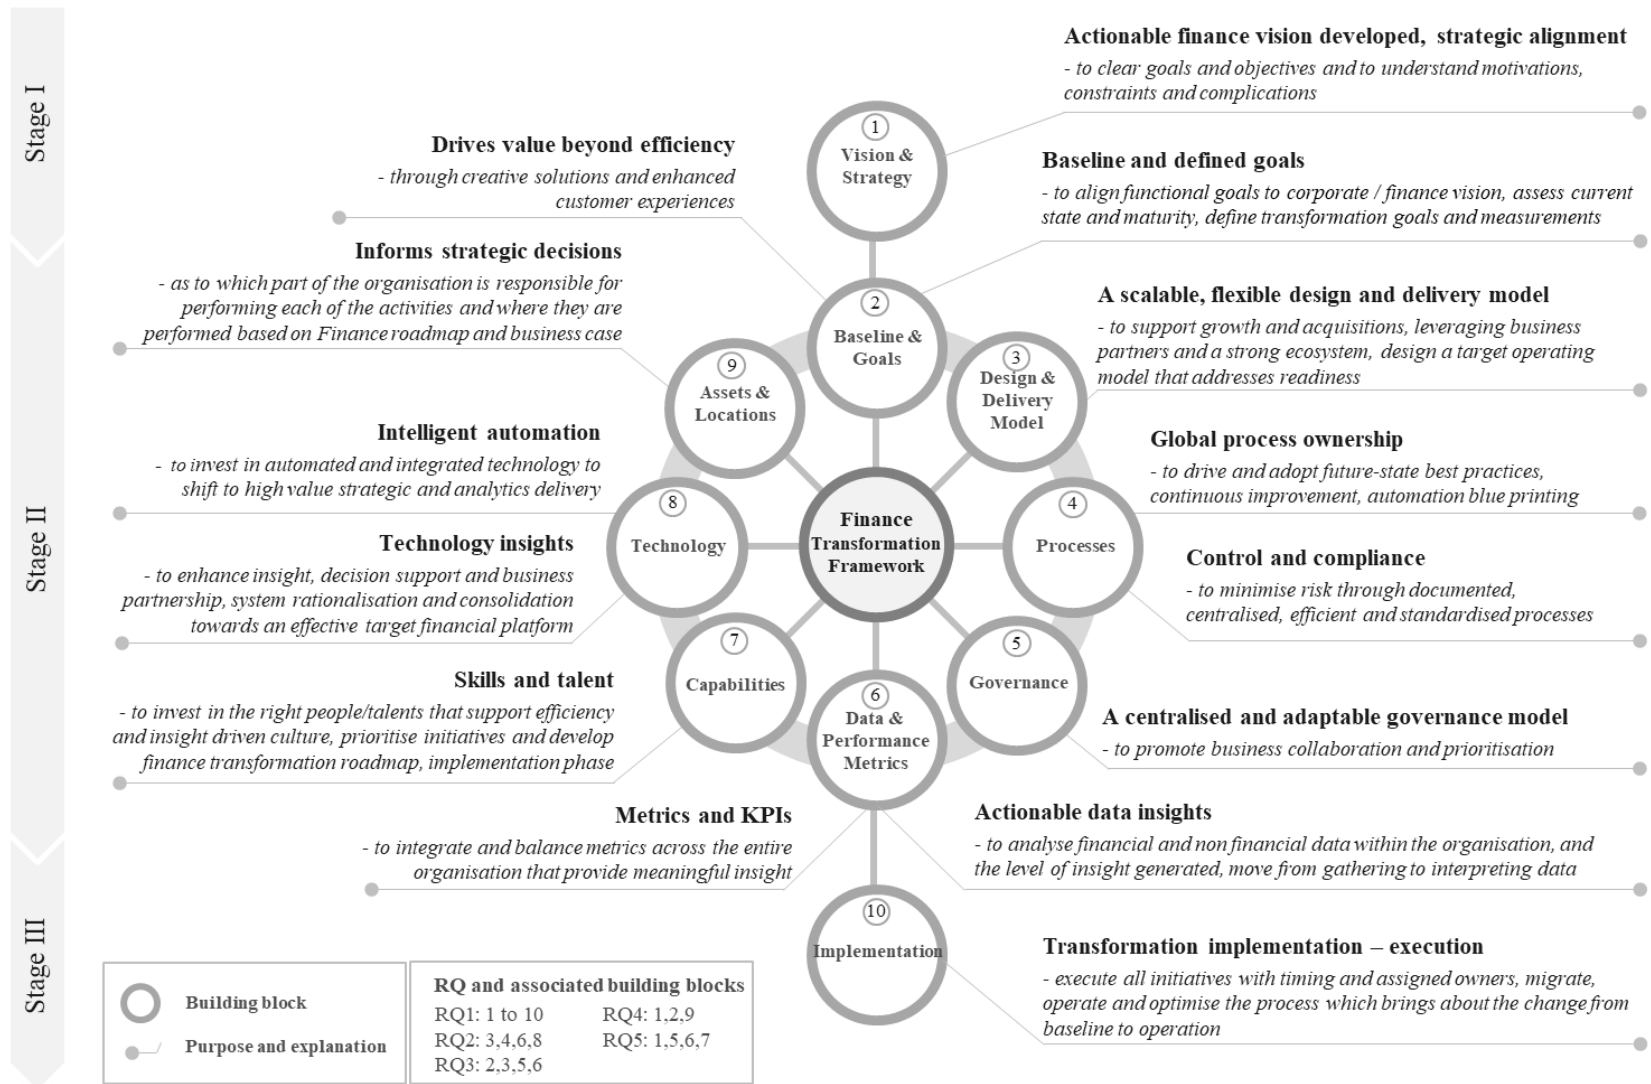 Stage I
Stage II
Stage III
Actionable finance vision developed, strategic alignment
- to clear goals and objectives and to understand motivations,
constraints and complications
Baseline and defined goals
- to align functional goals to corporate / finance vision, assess current
state and maturity, define transformation goals and measurements
A scalable, flexible design and delivery model
- to support growth and acquisitions, leveraging business
partners and a strong ecosystem, design a target operating
model that addresses readiness
Global process ownership
- to drive and adopt future-state best practices,
continuous improvement, automation blue printing
Control and compliance
- to minimise risk through documented,
centralised, efficient and standardised processes
A centralised and adaptable governance model
- to promote business collaboration and prioritisation
Actionable data insights
- to analyse financial and non financial data within the organisation, and
the level of insight generated, move from gathering to interpreting data
Transformation implementation – execution
- execute all initiatives with timing and assigned owners, migrate,
operate and optimise the process which brings about the change from
baseline to operation
Drives value beyond efficiency
- through creative solutions and enhanced
customer experiences
Informs strategic decisions
- as to which part of the organisation is responsible for
performing each of the activities and where they are
performed based on Finance roadmap and business case
Intelligent automation
- to invest in automated and integrated technology to
shift to high value strategic and analytics delivery
Technology insights
- to enhance insight, decision support and business
partnership, system rationalisation and consolidation
towards an effective target financial platform
Skills and talent
- to invest in the right people/talents that support efficiency
and insight driven culture, prioritise initiatives and develop
finance transformation roadmap, implementation phase
Metrics and KPIs
- to integrate and balance metrics across the entire
organisation that provide meaningful insight
1
Vision &
Strategy
2
Baseline &
Goals
3
Design &
Delivery
Model
4
Processes
5
Governance
6
Data &
Performance
Metrics
7
Capabilities
8
Technology
9
Assets &
Locations
10
Implementation
Finance
Transformation
Framework
Building block
Purpose and explanation
RQ and associated building blocks
RQ1: 1 to 10
RQ2: 3,4,6,8
RQ3: 2,3,5,6
RQ4: 1,2,9
RQ5: 1,5,6,7